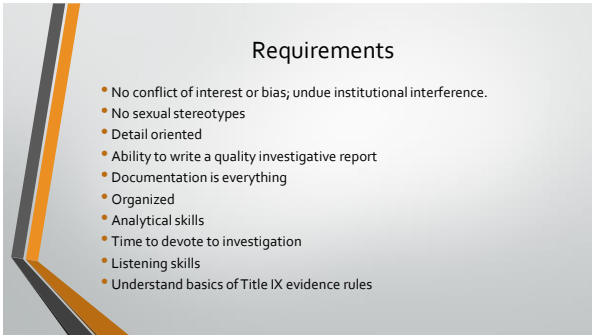 Requirements
• No conflict of interest or bias; undue institutional interference.
• No sexual stereotypes
• Detail oriented
• Ability to write a quality investigative report
• Documentation is everything
• Organized
• Analytical skills
• Time to devote to investigation
• Listening skills
• Understand basics of Title IX evidence rules